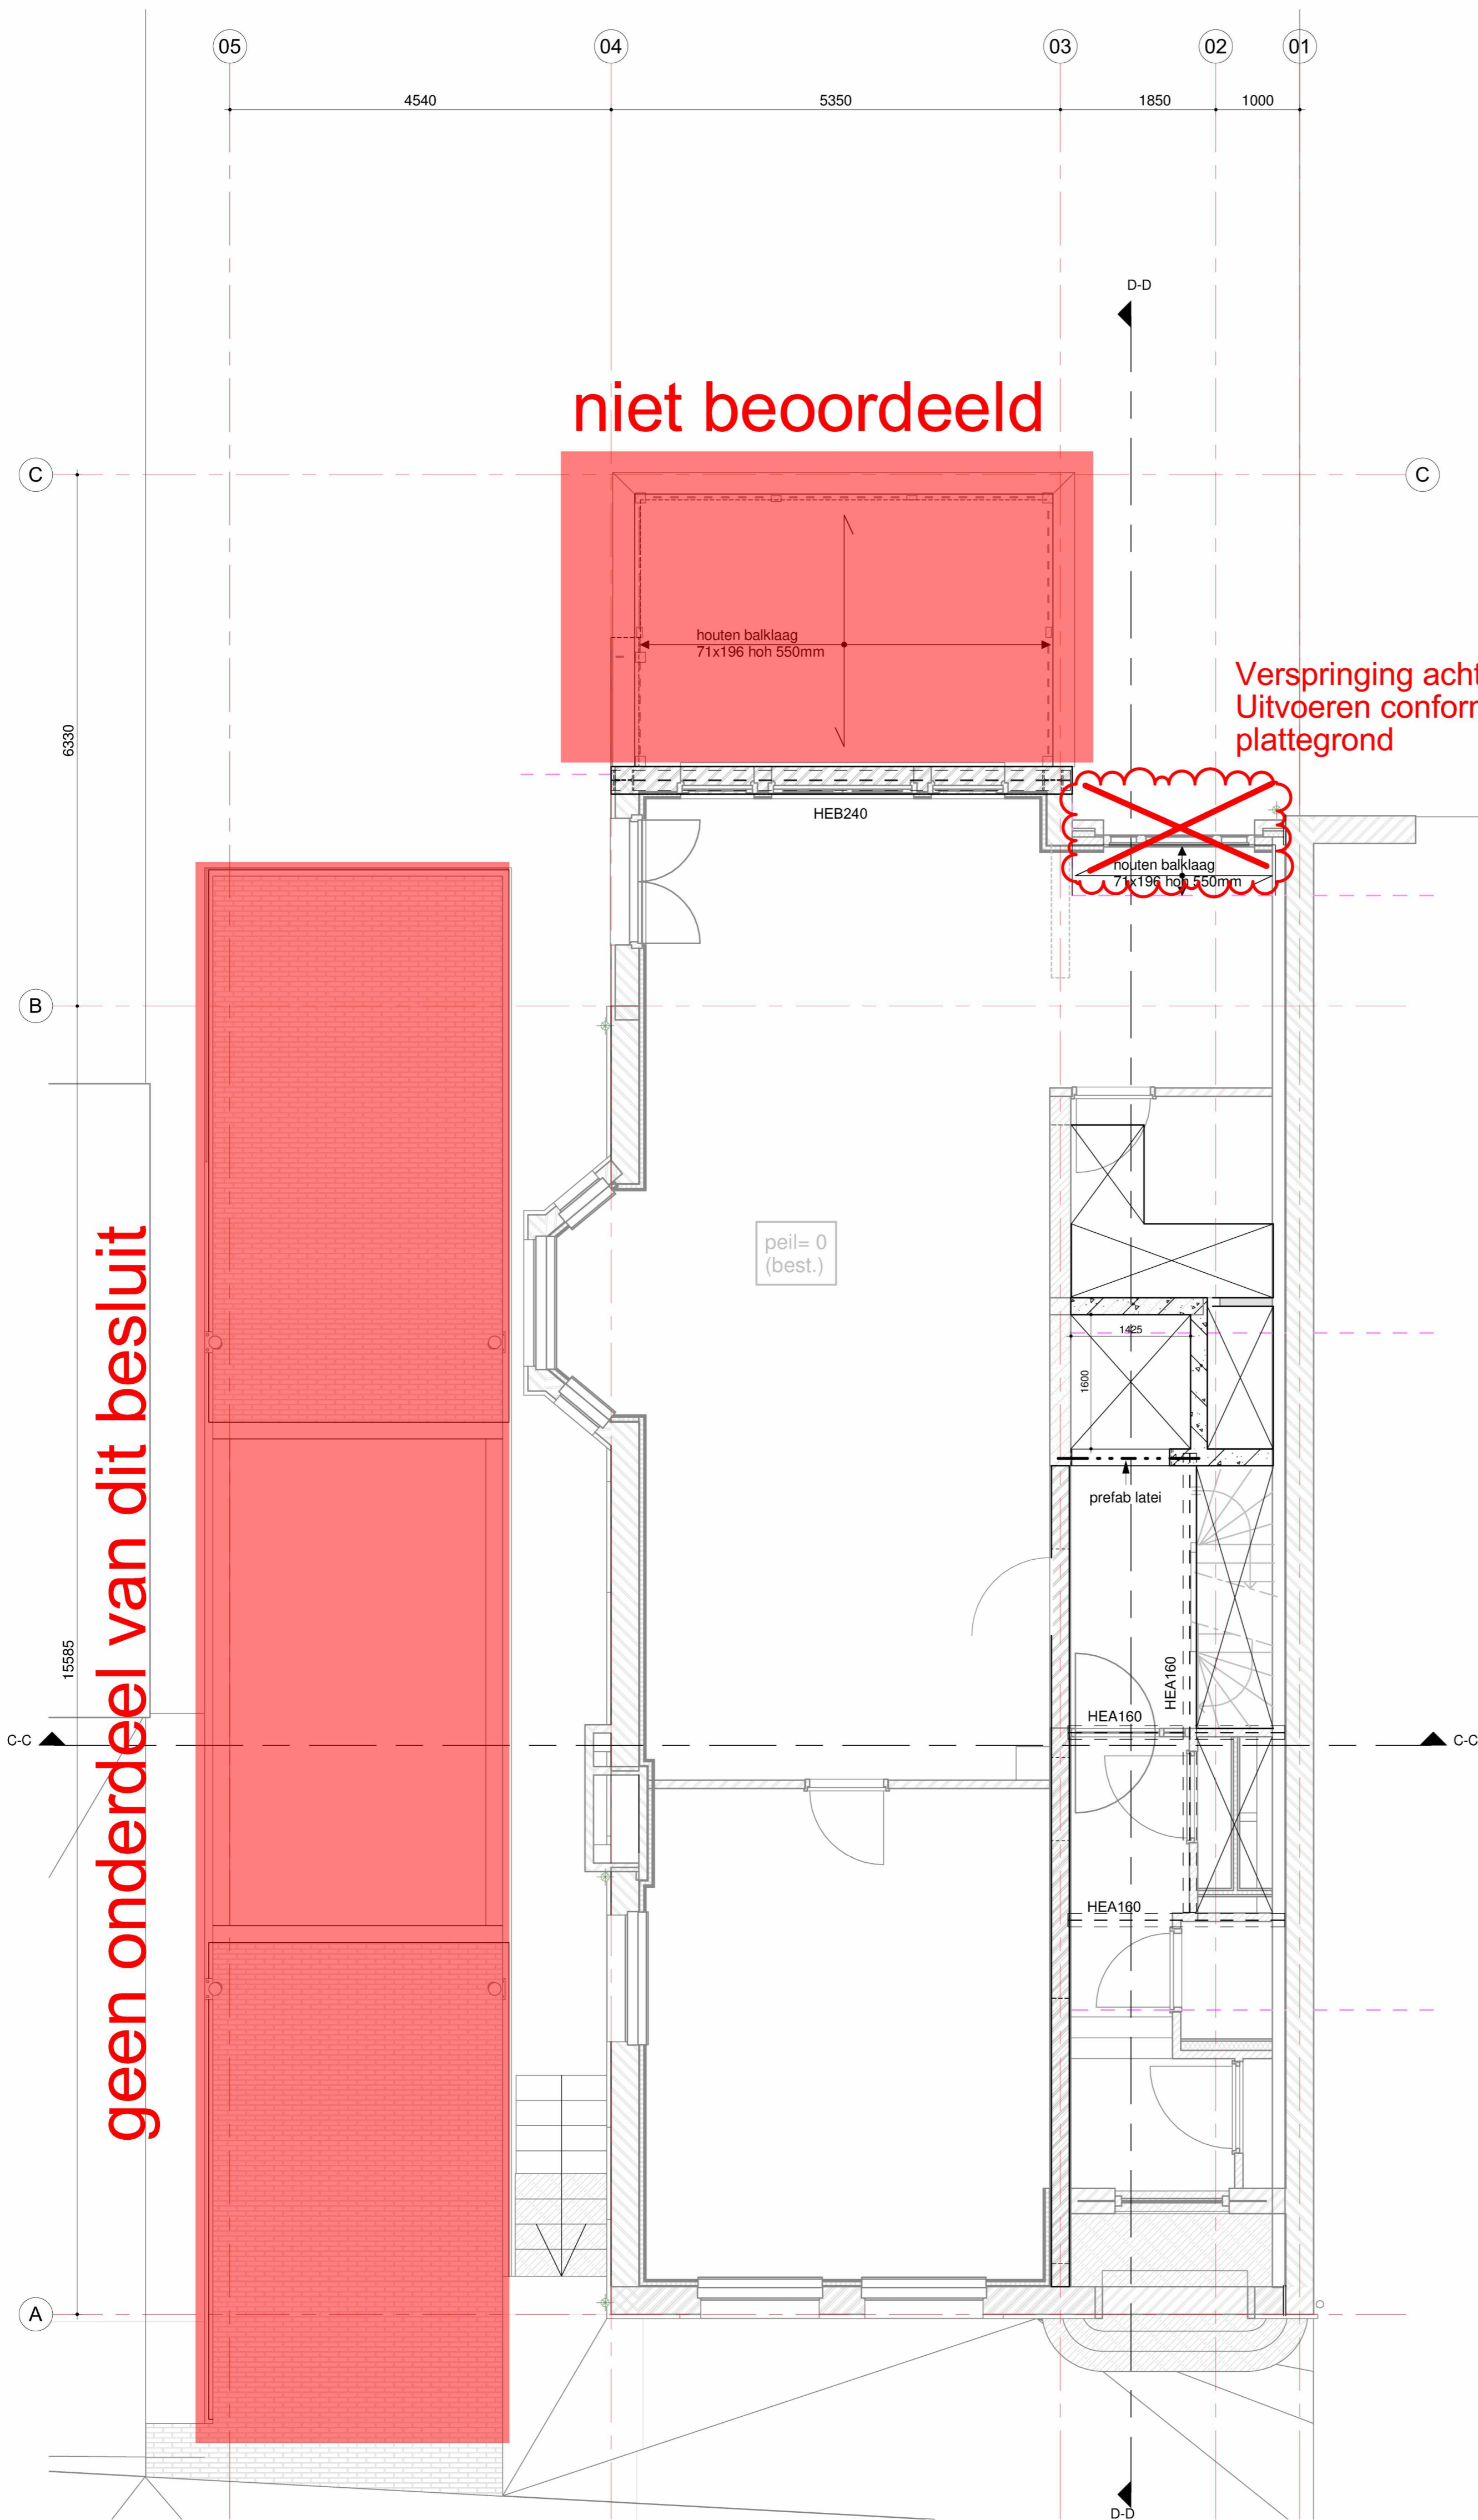 05
04
03
02
01
4540
5350
1850
1000
D-D
niet beoordeeld
C
C
houten balklaag
71x196 hoh 550mm
Verspringing acht
Uitvoeren conform
plattegrond
6330
HEB240
houten balklaag
71x196 hoh 550mm
B
geen onderdeel van dit besluit
peil= 0
(best.)
1425
1600
prefab latei
15585
HEA160
HEA160
C-C
C-C
HEA160
A
D-D